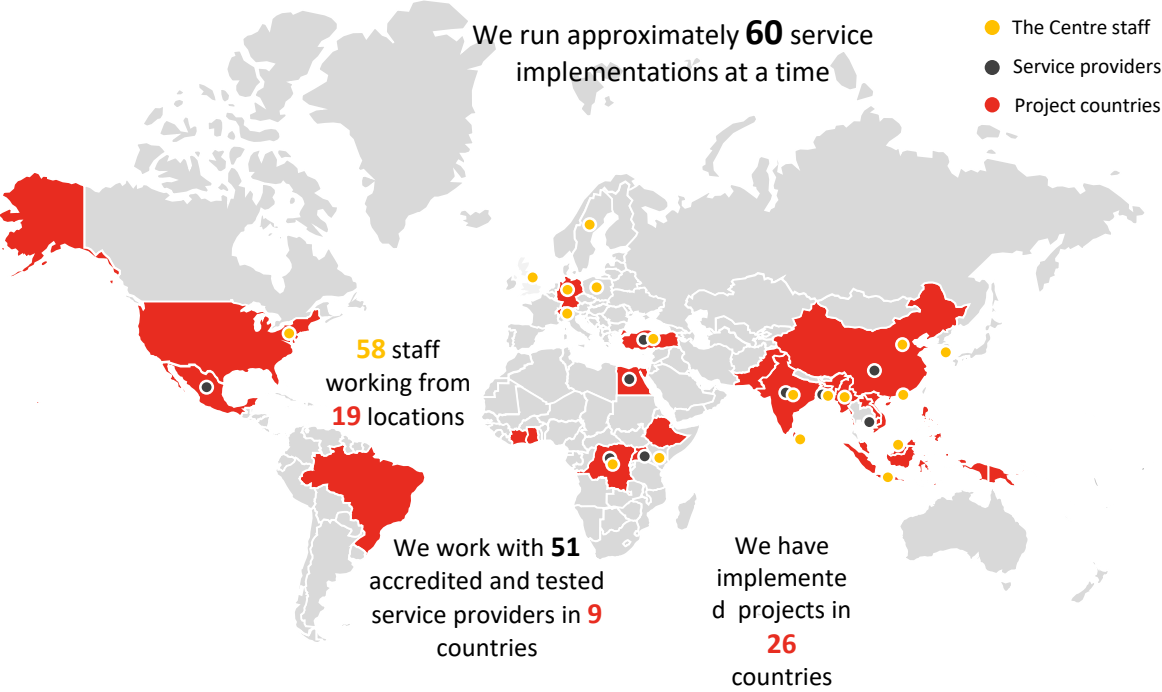 We run approximately 60 service
implementations at a time
The Centre staff
Service providers
Project countries
58 staff
working from
19 locations
We work with 51
accredited and tested
service providers in 9
countries
We have
implemente
d projects in
26
countries